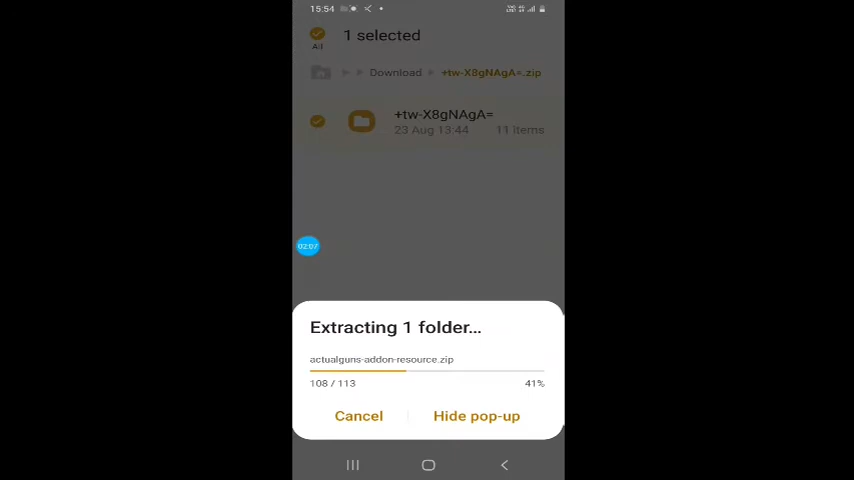 15:54
All
1 selected
Download
+tw-X8gNAgA=.zip
+tw-X8gNAgA=
23 Aug 13:44
11 items
02:07
Extracting 1 folder...
actualguns-addon-resource.zip
108 / 113
41%
Cancel
Hide pop-up